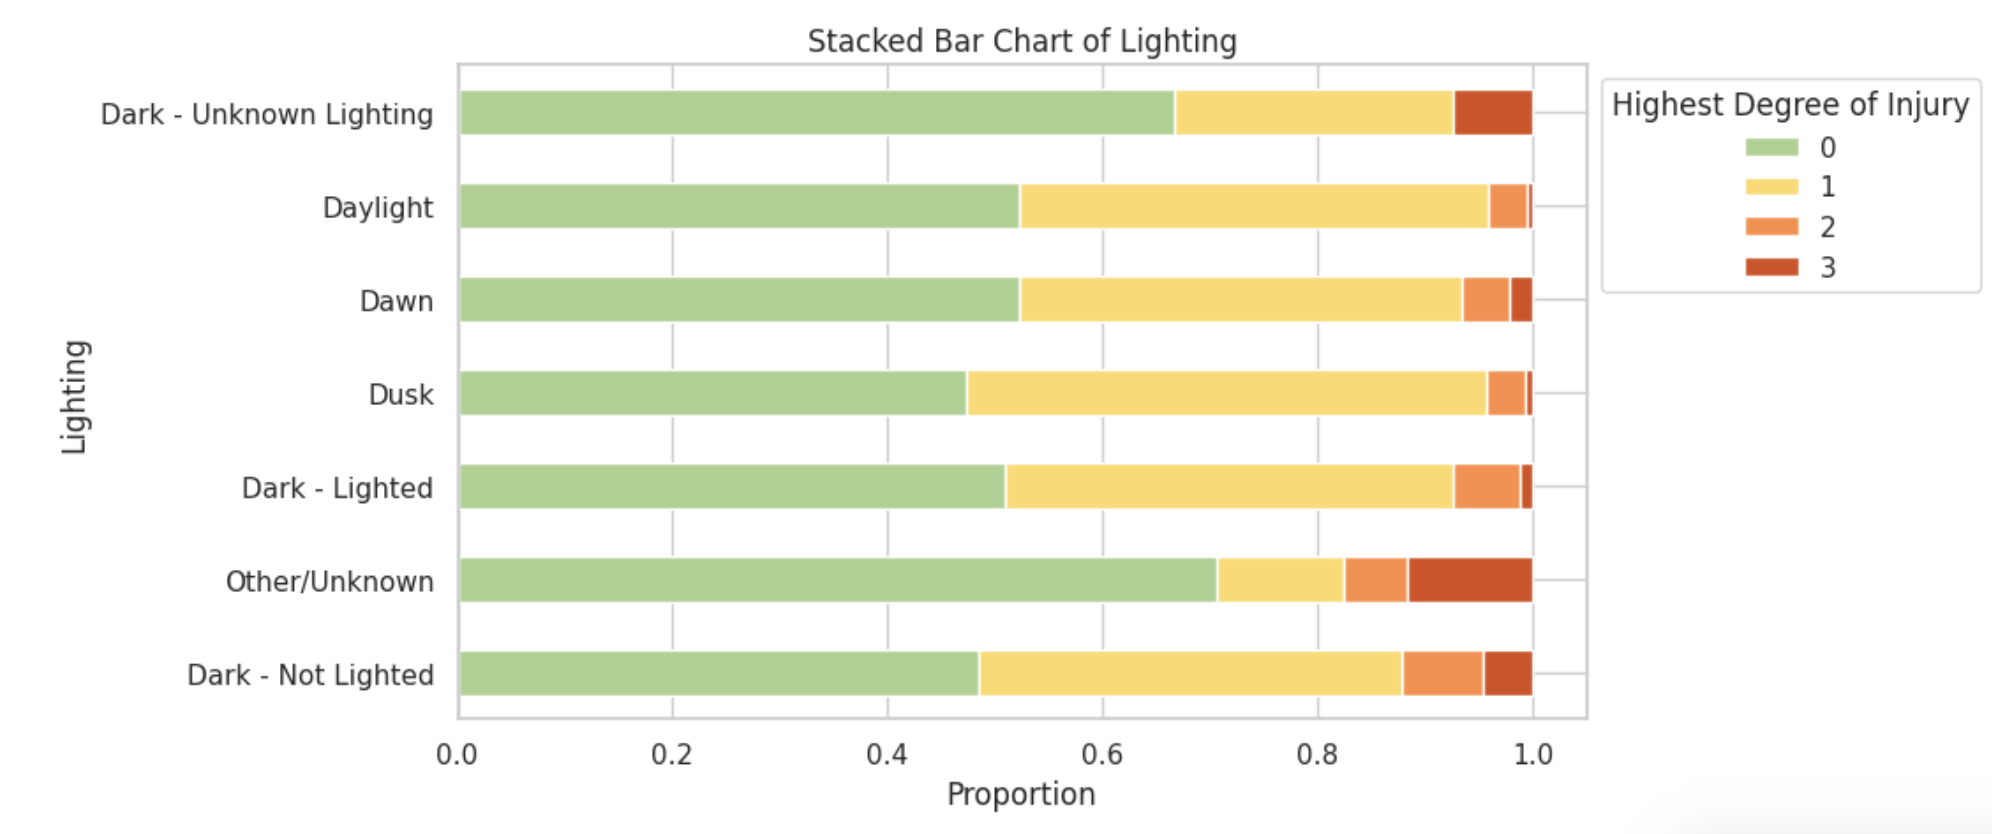 Stacked Bar Chart of Lighting
Dark - Unknown Lighting
Daylight
Dawn
Dusk
Dark - Lighted
Other/Unknown
Dark - Not Lighted
Lighting
0.0 0.2 0.4 0.6 0.8 1.0
Proportion
Highest Degree of Injury
0
1
2
3